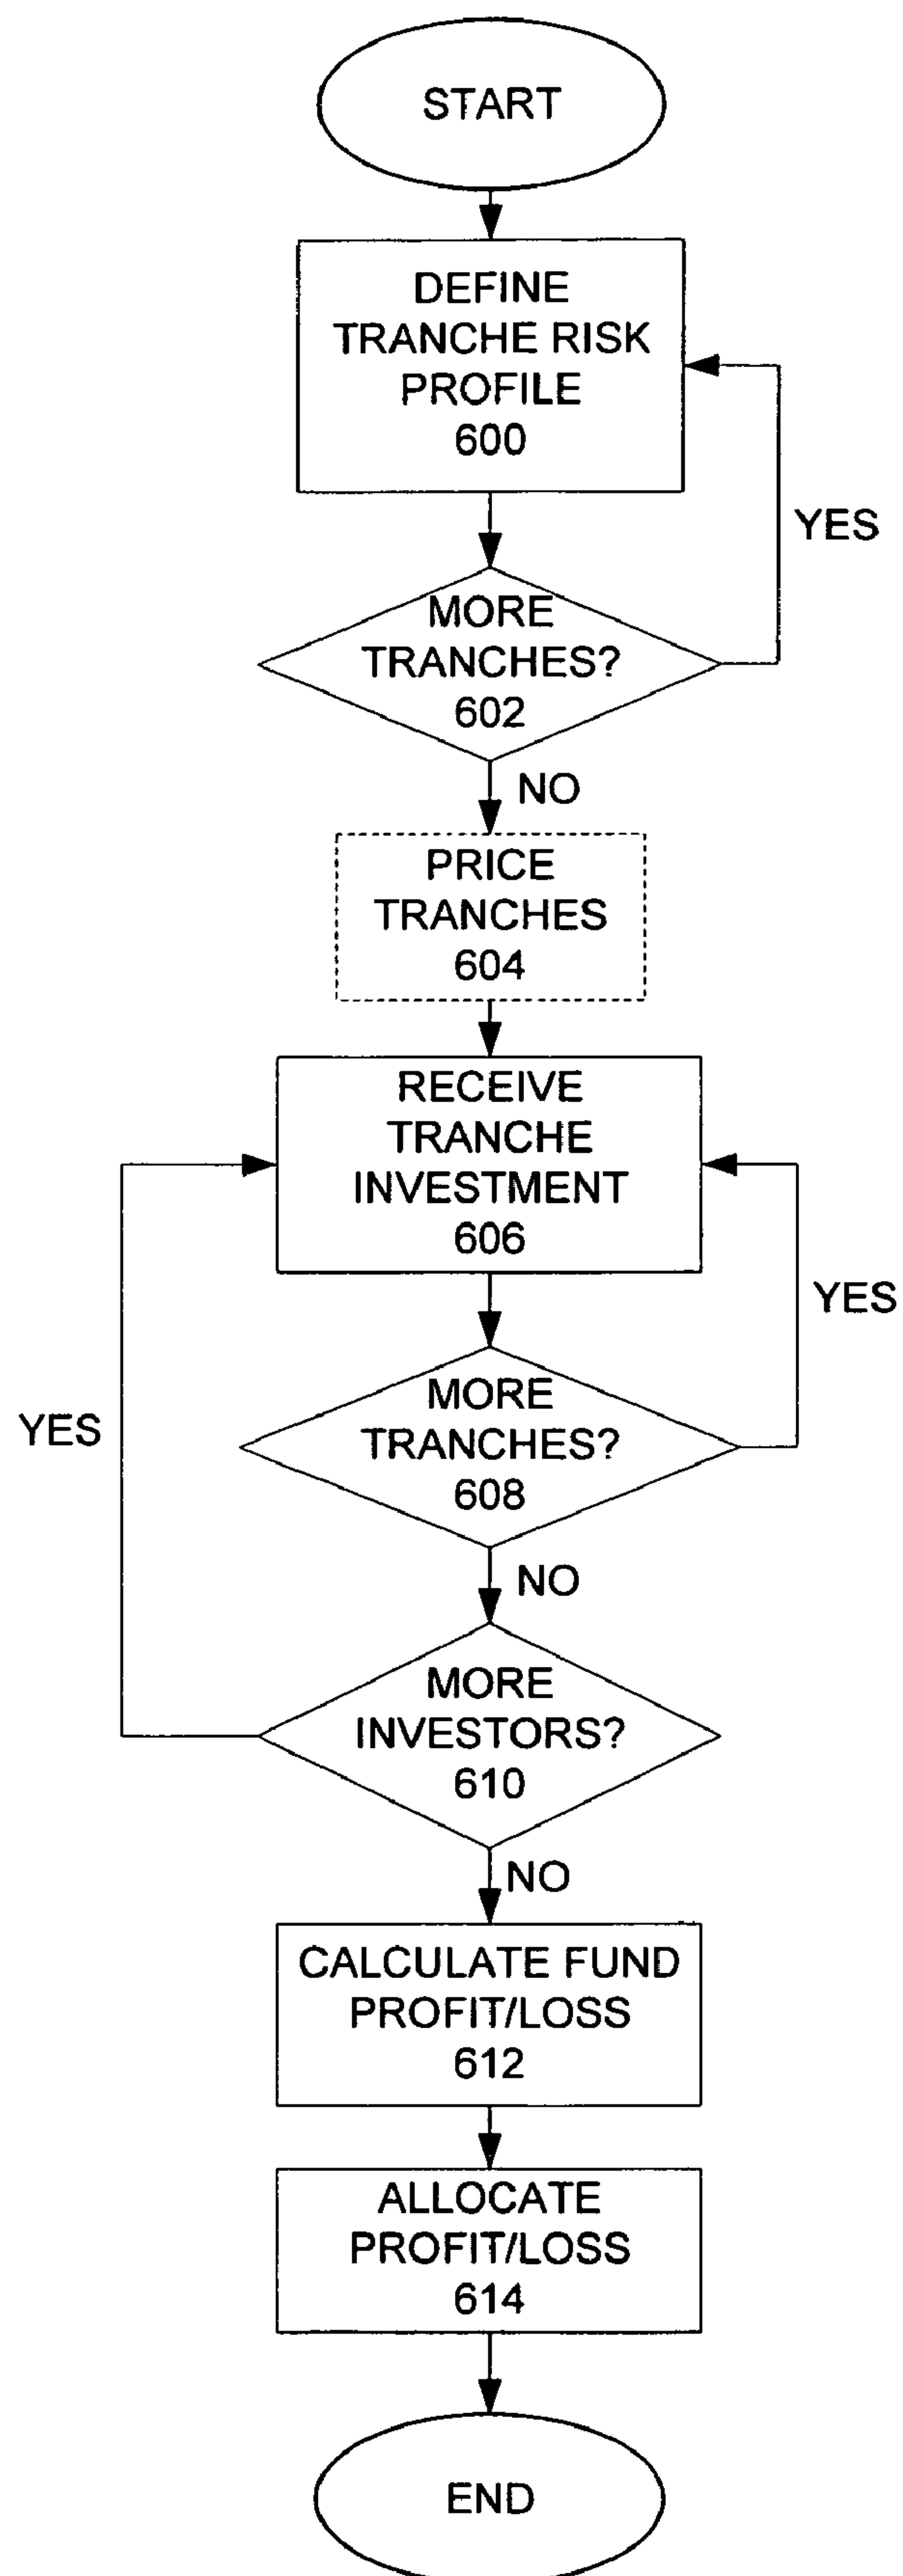 START
DEFINE
TRANCHE RISK
PROFILE
600
YES
MORE
TRANCHES?
602
NO
PRICE
TRANCHES
604
RECEIVE
TRANCHE
INVESTMENT
606
YES
MORE
TRANCHES?
608
YES
NO
MORE
INVESTORS?
610
NO
CALCULATE FUND
PROFIT/LOSS
612
ALLOCATE
PROFIT/LOSS
614
END